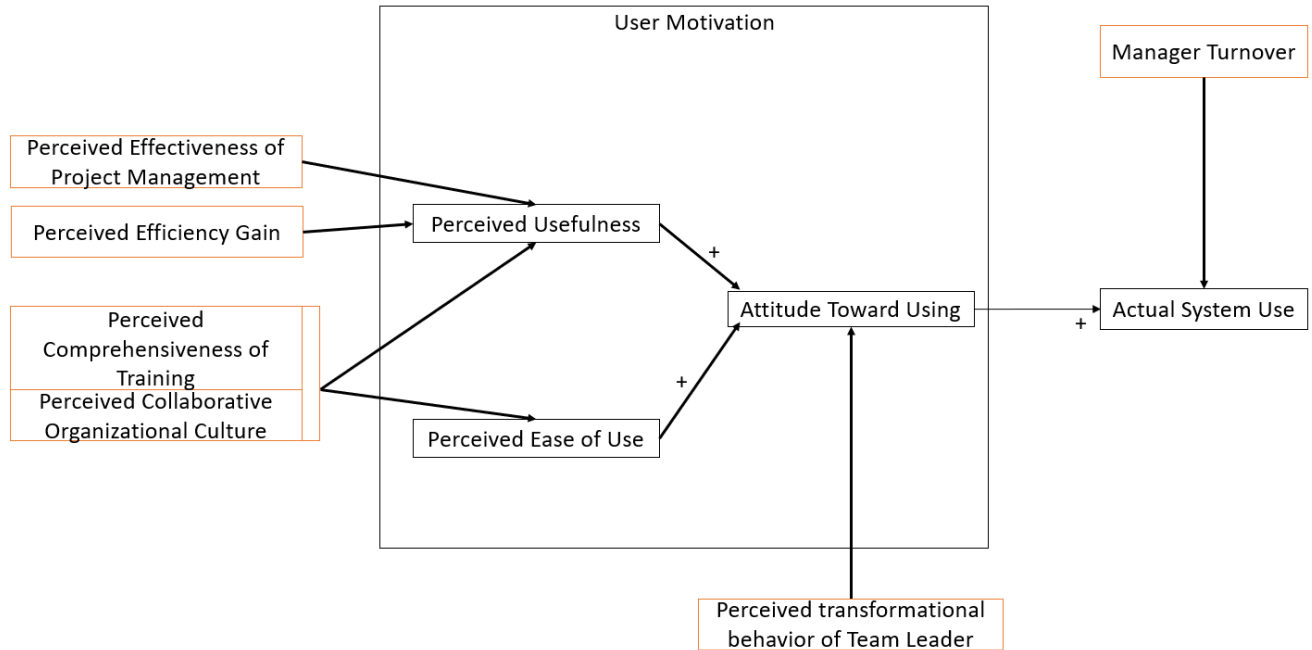 User Motivation
Manager Turnover
Perceived Effectiveness of
Project Management
Perceived Usefulness
Perceived Efficiency Gain
+
Attitude Toward Using
Actual System Use
+
Perceived
Comprehensiveness of
Training
+
Perceived Collaborative
Organizational Culture
Perceived Ease of Use
Perceived transformational
behavior of Team Leader